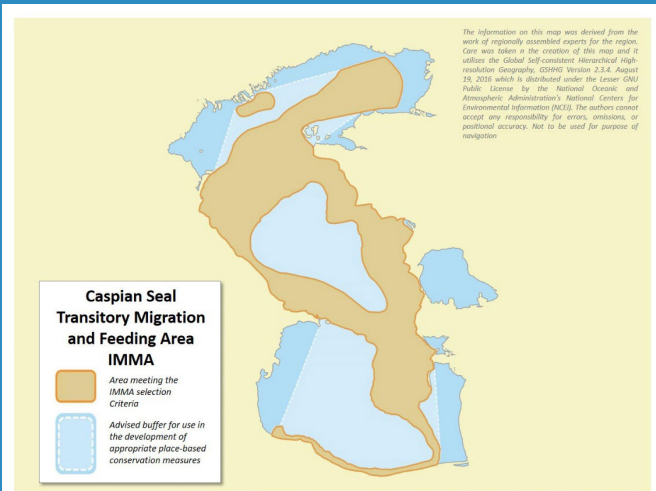 The information on this map was derived from the
work of regionally assembled experts for the region.
Care was taken n the creation of this map and it
utilises the Global Self-consistent Hierarchical High-
resolution Geography, GSHHG Version 2.3.4. August
19, 2016 which is distributed under the Lesser GNU
Public License by the National Oceanic and
Atmospheric Administration's National Centers for
Environmental Information (NCEI). The authors cannot
accept any responsibility for errors, omissions, or
positional accuracy. Not to be used for purpose of
navigation
Caspian Seal
Transitory Migration
and Feeding Area
IMMA
Area meeting the
IMMA selection
Criteria
Advised buffer for use in
the development of
appropriate place-based
conservation measures